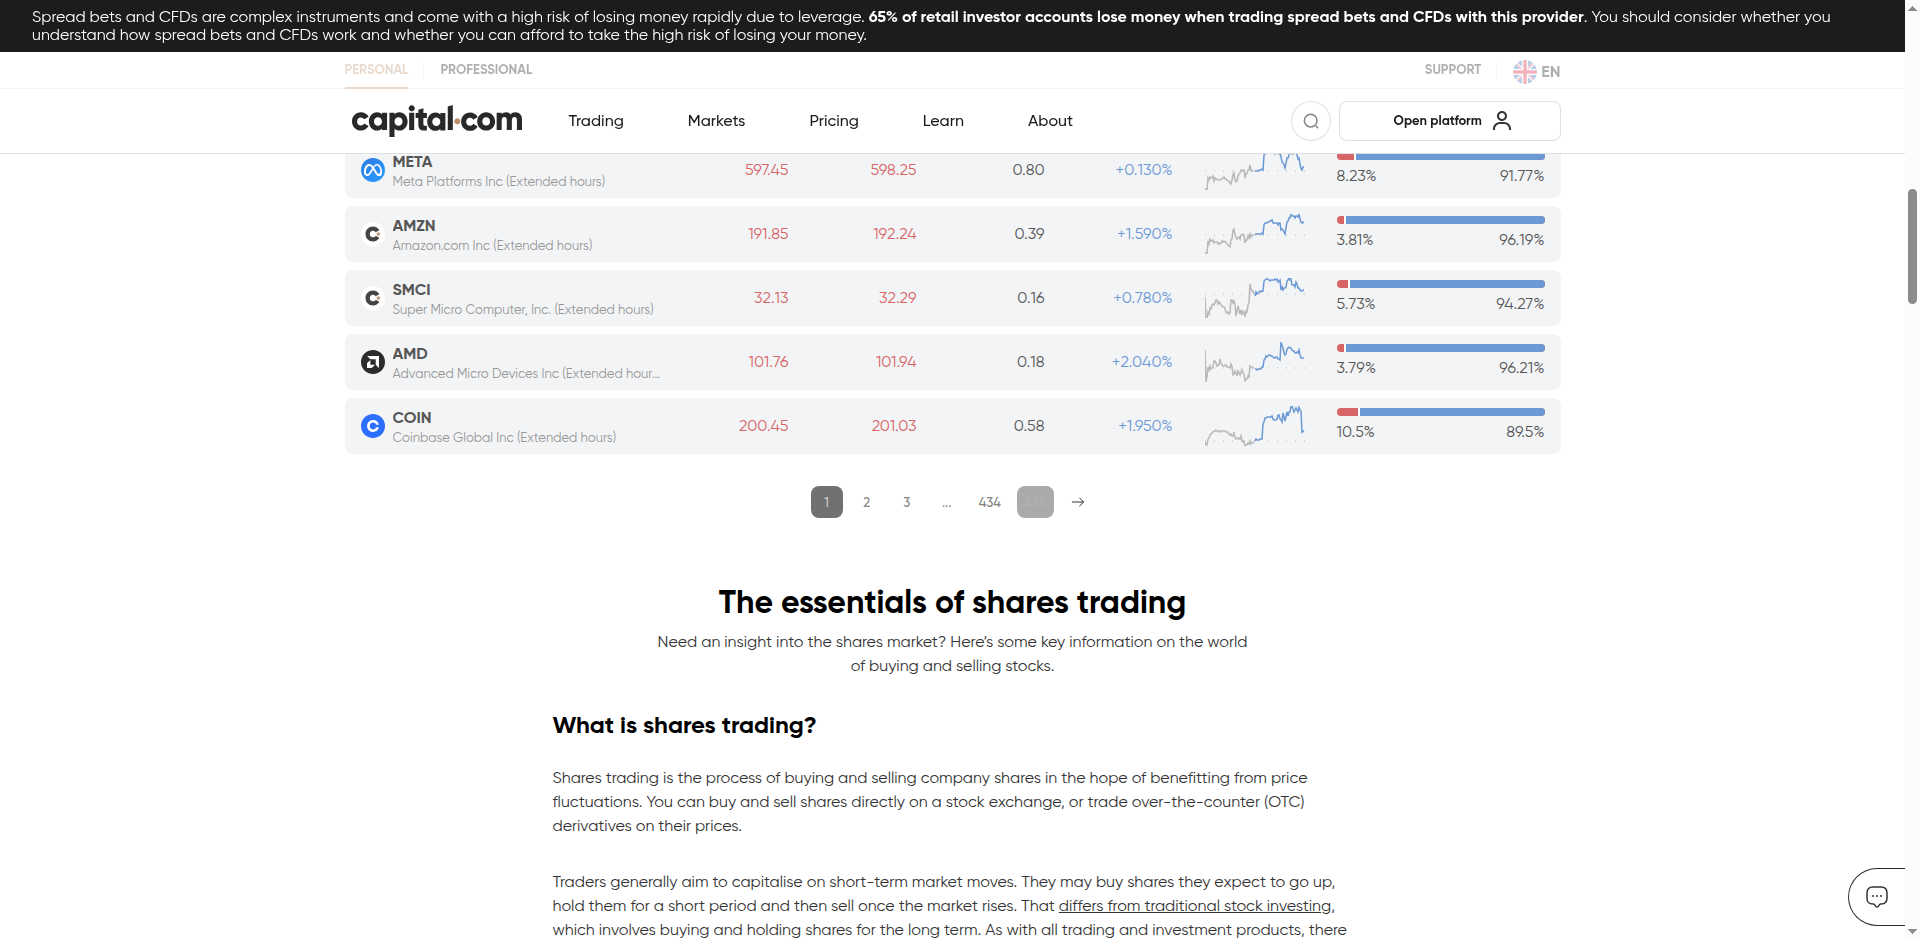 Spread bets and CFDs are complex instruments and come with a high risk of losing money rapidly due to leverage. 65% of retail investor accounts lose money when trading spread bets and CFDs with this provider. You should consider whether you
understand how spread bets and CFDs work and whether you can afford to take the high risk of losing your money.
PERSONAL PROFESSIONAL SUPPORT EN
capital.com Trading Markets Pricing Learn About Open platform
META 597.45 598.25 0.80 +0.130% 8.23% 91.77%
Meta Platforms Inc (Extended hours)
AMZN 191.85 192.24 0.39 +1.590% 3.81% 96.19%
Amazon.com Inc (Extended hours)
SMCI 32.13 32.29 0.16 +0.780% 5.73% 94.27%
Super Micro Computer, Inc. (Extended hours)
AMD 101.76 101.94 0.18 +2.040% 3.79% 96.21%
Advanced Micro Devices Inc (Extended hour...
COIN 200.45 201.03 0.58 +1.950% 10.5% 89.5%
Coinbase Global Inc (Extended hours)
1 2 3 ... 434
The essentials of shares trading
Need an insight into the shares market? Here's some key information on the world
of buying and selling stocks.
What is shares trading?
Shares trading is the process of buying and selling company shares in the hope of benefitting from price
fluctuations. You can buy and sell shares directly on a stock exchange, or trade over-the-counter (OTC)
derivatives on their prices.
Traders generally aim to capitalise on short-term market moves. They may buy shares they expect to go up,
hold them for a short period and then sell once the market rises. That differs from traditional stock investing,
which involves buying and holding shares for the long term. As with all trading and investment products, there